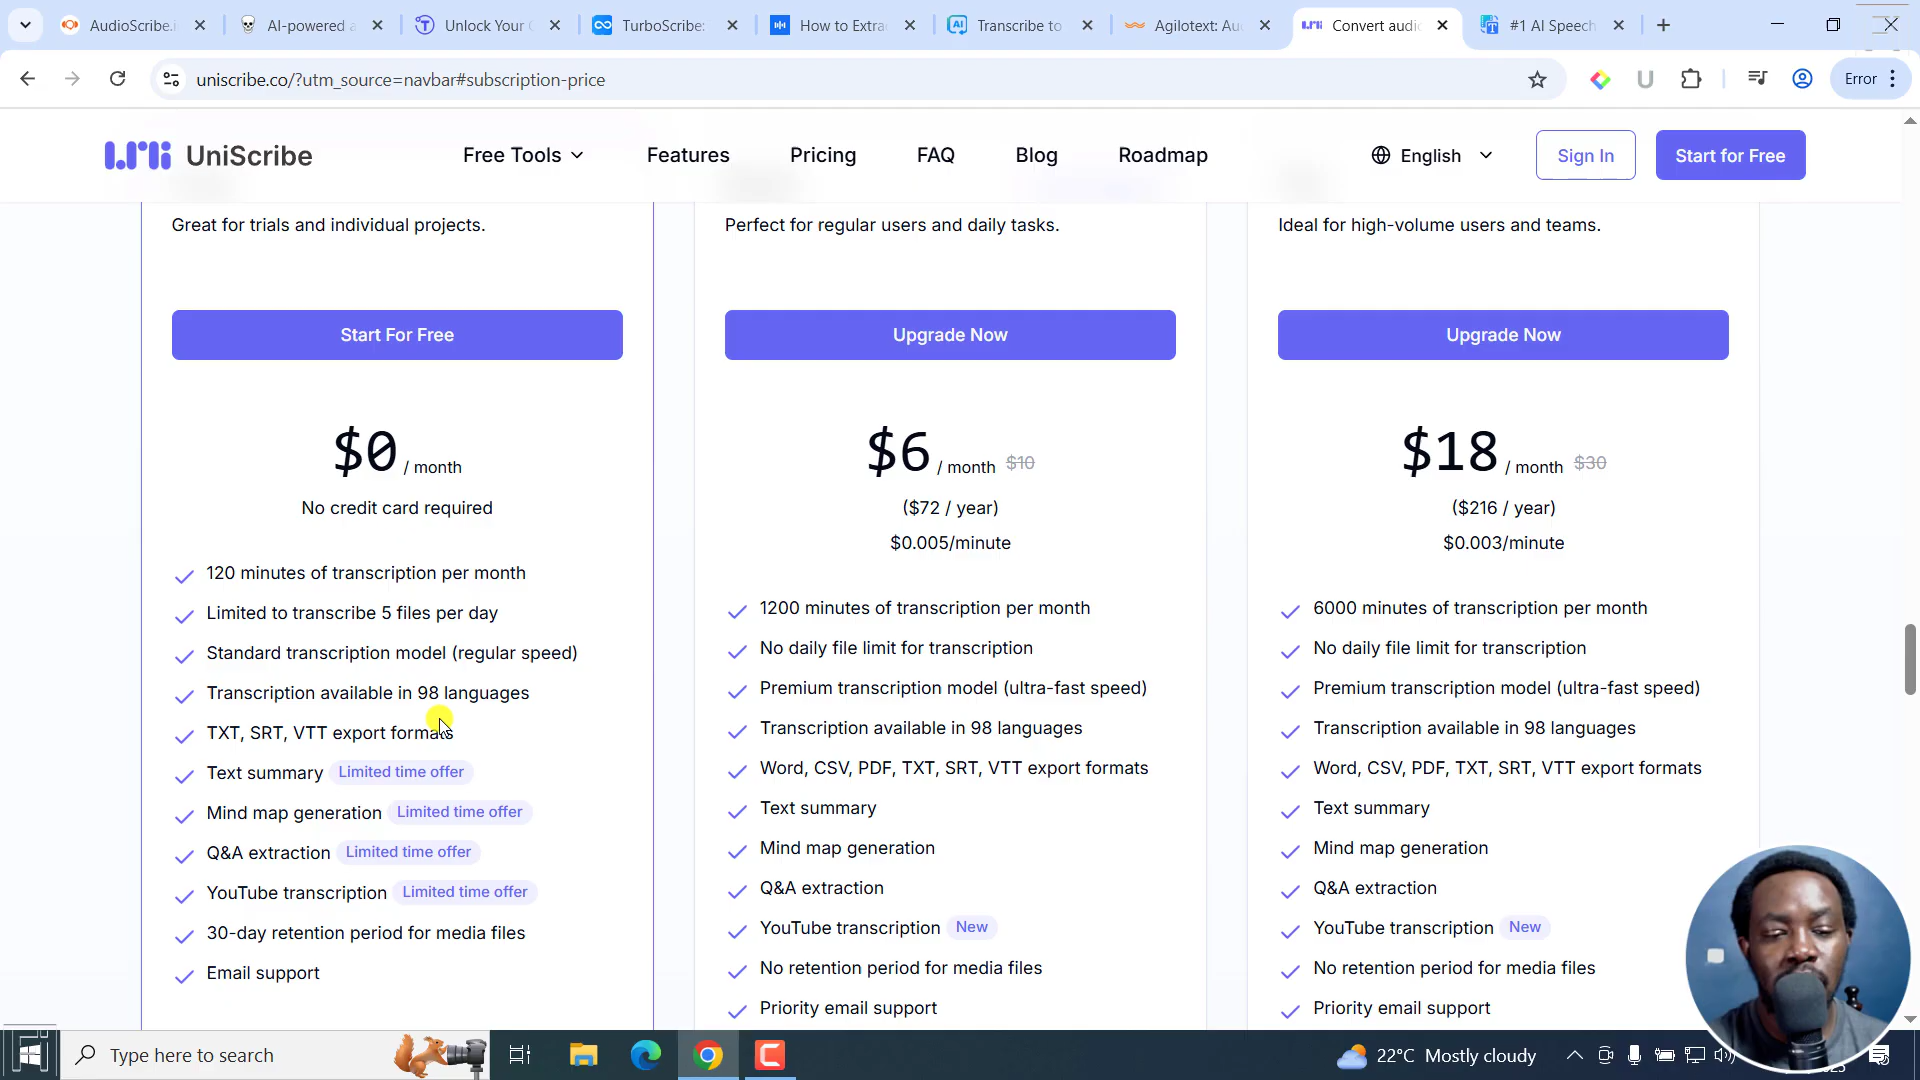 AudioScribe.i
AI-powered a
Unlock Your
TurboScribe:
How to Extra
Transcribe to
Agilotext: Au
Convert audi
#1 AI Speech
uniscribe.co/?utm_source=navbar#subscription-price
Error
UniScribe
Free Tools
Features
Pricing
FAQ
Blog
Roadmap
English
Sign In
Start for Free
Great for trials and individual projects.
Start For Free
$0 / month
No credit card required
120 minutes of transcription per month
Limited to transcribe 5 files per day
Standard transcription model (regular speed)
Transcription available in 98 languages
TXT, SRT, VTT export formats
Text summary Limited time offer
Mind map generation Limited time offer
Q&A extraction Limited time offer
YouTube transcription Limited time offer
30-day retention period for media files
Email support
Perfect for regular users and daily tasks.
Upgrade Now
$6 / month $10
($72 / year)
$0.005/minute
1200 minutes of transcription per month
No daily file limit for transcription
Premium transcription model (ultra-fast speed)
Transcription available in 98 languages
Word, CSV, PDF, TXT, SRT, VTT export formats
Text summary
Mind map generation
Q&A extraction
YouTube transcription New
No retention period for media files
Priority email support
Ideal for high-volume users and teams.
Upgrade Now
$18 / month $30
($216 / year)
$0.003/minute
6000 minutes of transcription per month
No daily file limit for transcription
Premium transcription model (ultra-fast speed)
Transcription available in 98 languages
Word, CSV, PDF, TXT, SRT, VTT export formats
Text summary
Mind map generation
Q&A extraction
YouTube transcription New
No retention period for media files
Priority email support
Type here to search
22°C Mostly cloudy